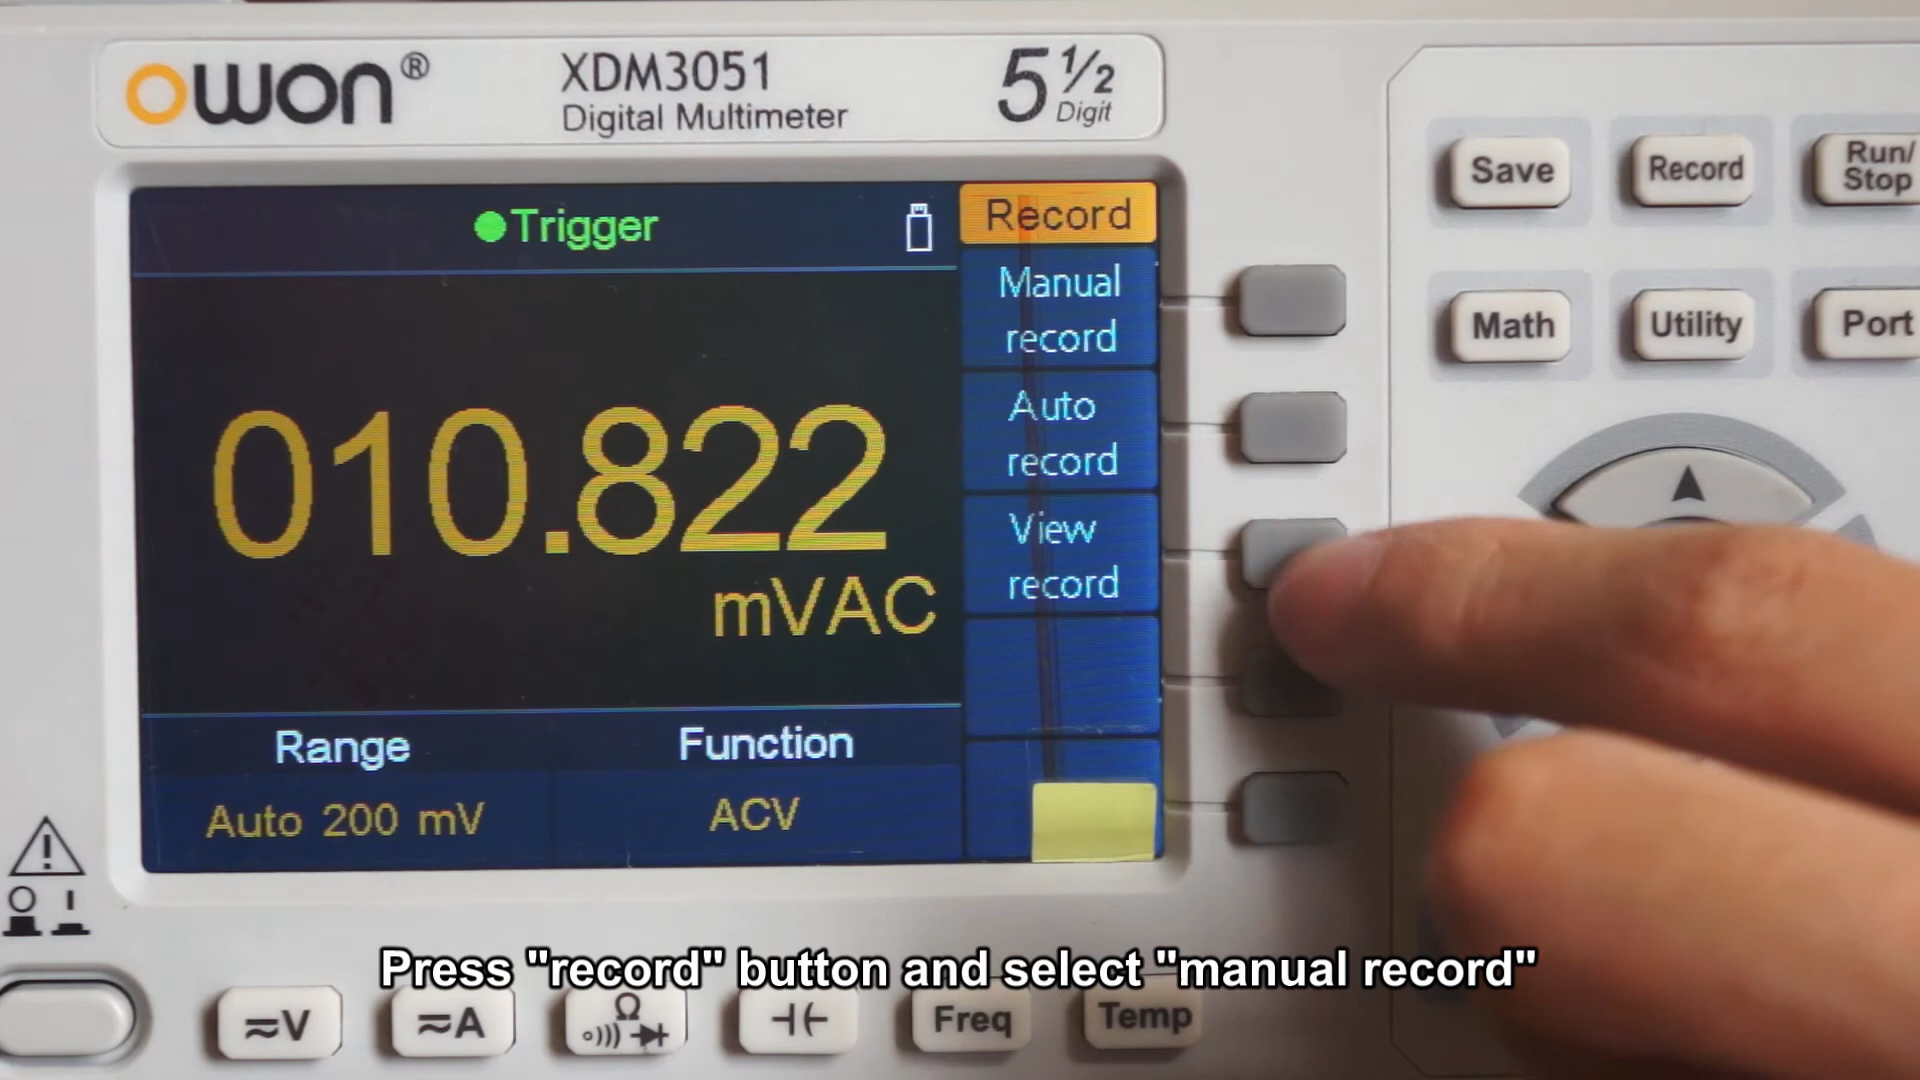 owon®
XDM3051
Digital Multimeter
5 1/2
Digit
Trigger
Record
Manual
record
Auto
record
View
record
010.822
mVAC
Range
Function
Auto 200 mV
ACV
Save
Record
Run/
Stop
Math
Utility
Port
Press "record" button and select "manual record"
≂V
≂A
Ω
Freq
Temp